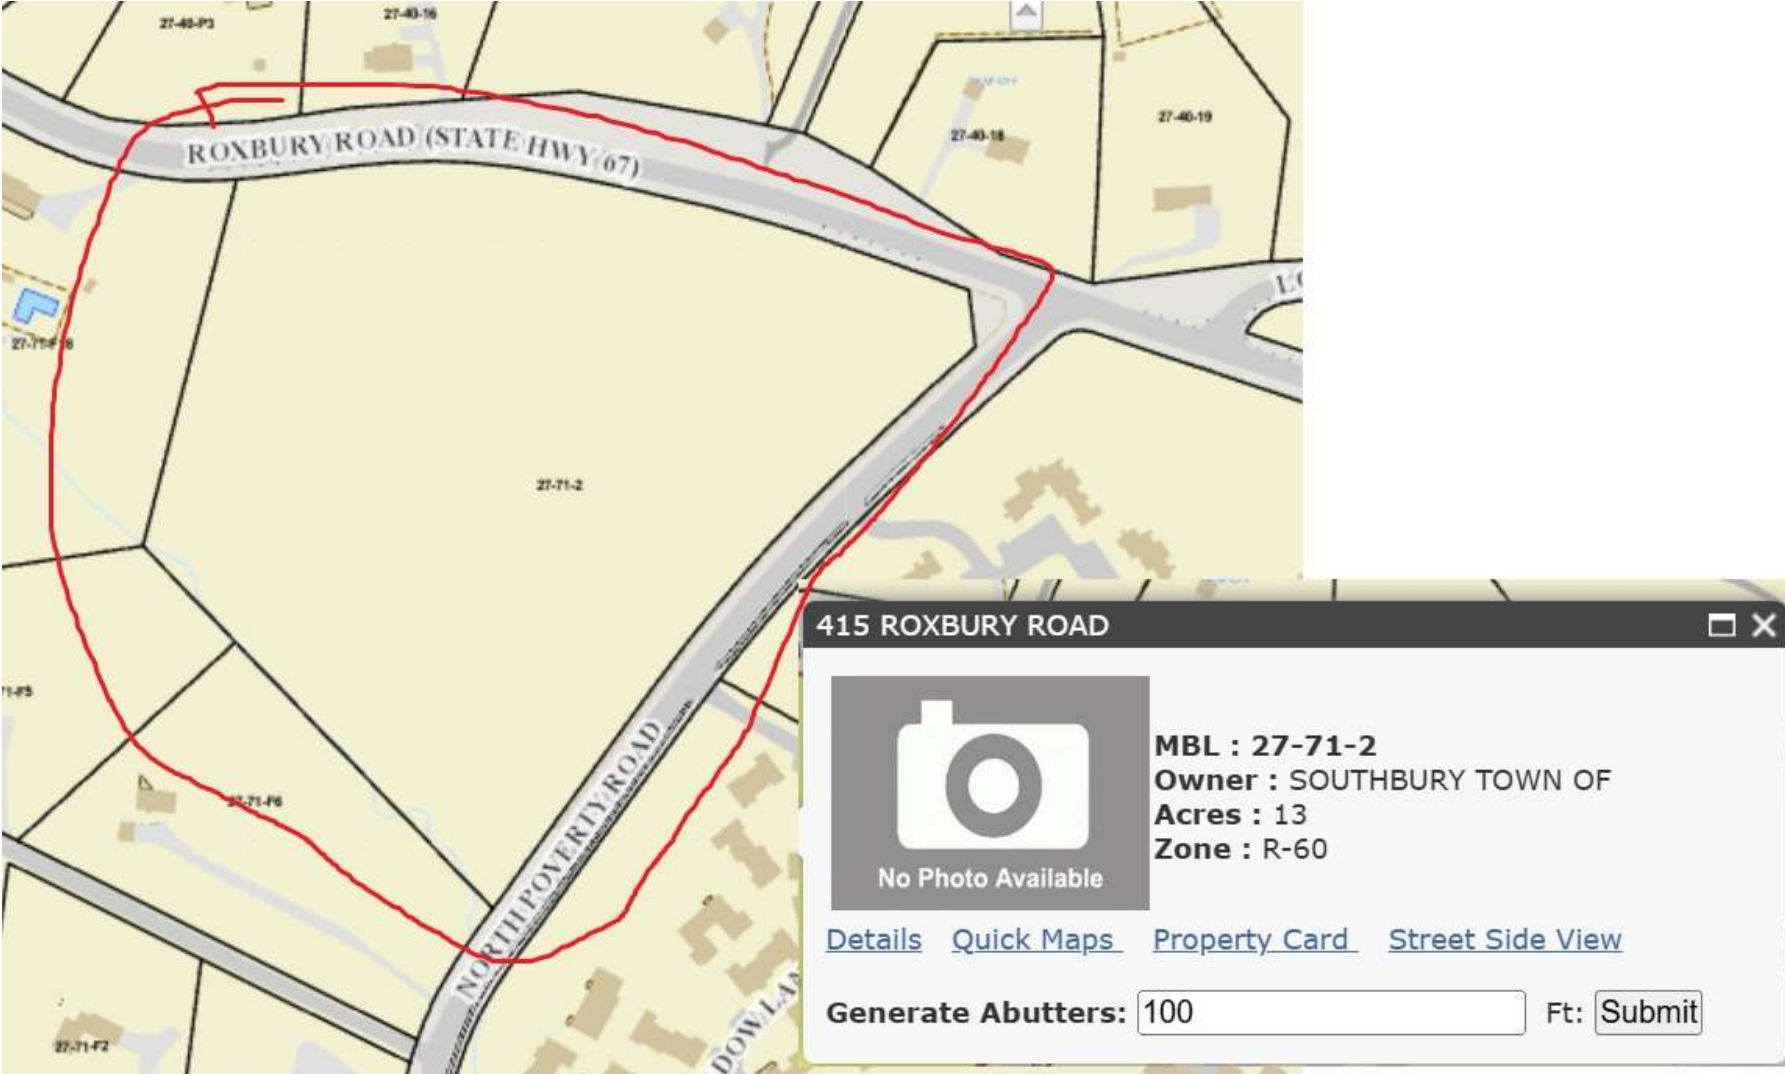 27-40-P3
27-40-16
27-40-18
27-40-19
ROXBURY ROAD (STATE HWY 67)
27-71-2
27-71-F6
NORTH POVERTY ROAD
27-71-F2
415 ROXBURY ROAD
No Photo Available
MBL : 27-71-2
Owner : SOUTHBURY TOWN OF
Acres : 13
Zone : R-60
Details Quick Maps Property Card Street Side View
Generate Abutters: 100 Ft: Submit